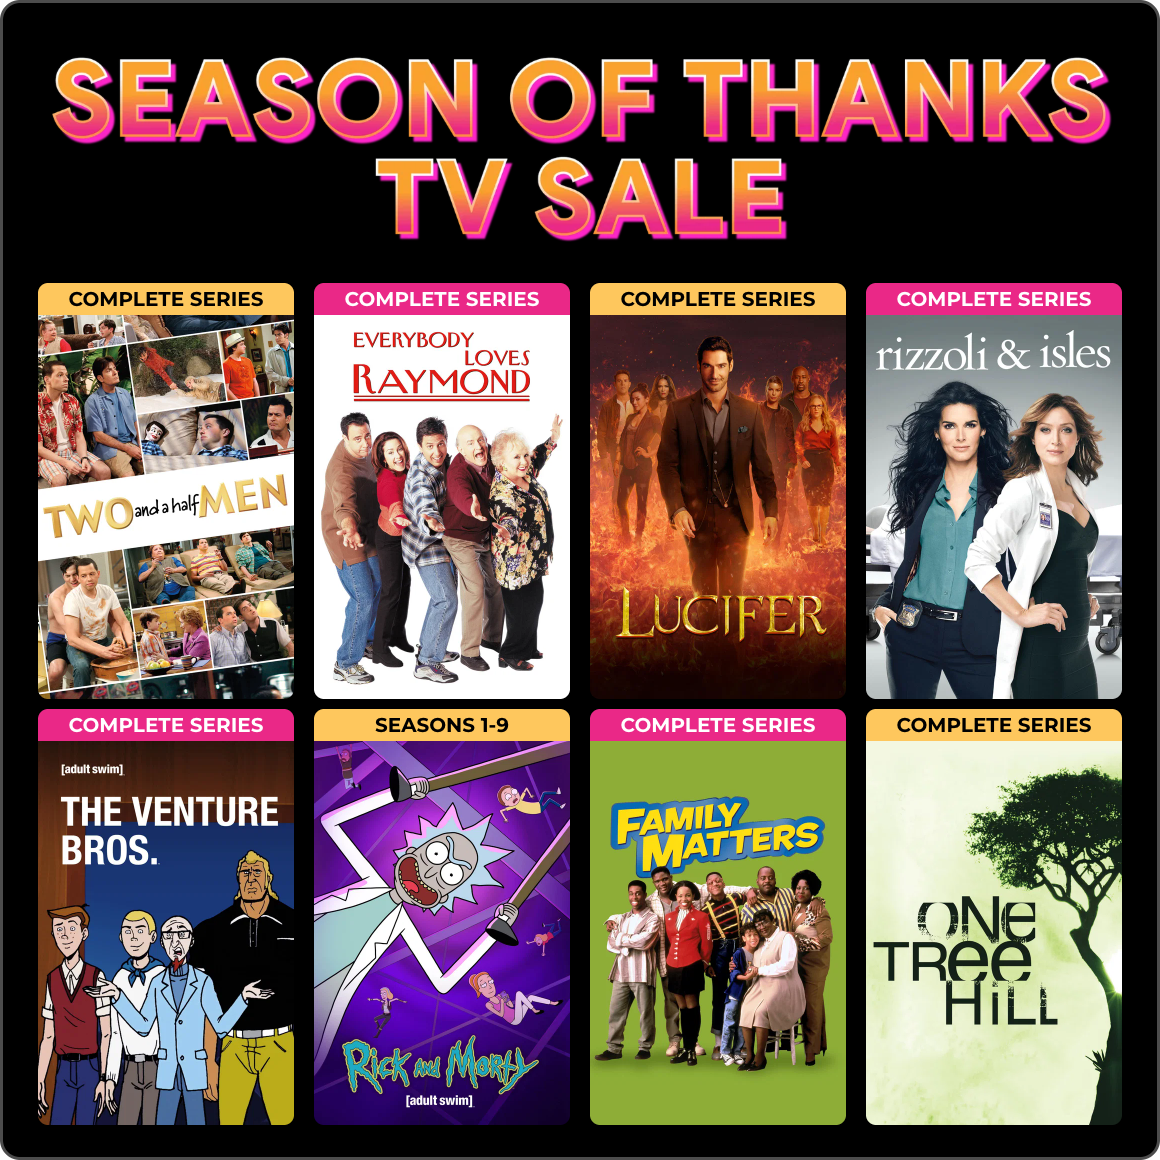 SEASON OF THANKS
TV SALE
COMPLETE SERIES
TWO and a half MEN
COMPLETE SERIES
EVERYBODY
LOVES
RAYMOND
COMPLETE SERIES
LUCIFER
COMPLETE SERIES
rizzoli & isles
COMPLETE SERIES
[adult swim]
THE VENTURE
BROS.
SEASONS 1-9
RICK AND MORTY
[adult swim]
COMPLETE SERIES
FAMILY
MATTERS
COMPLETE SERIES
ONe
TRee
HiLL